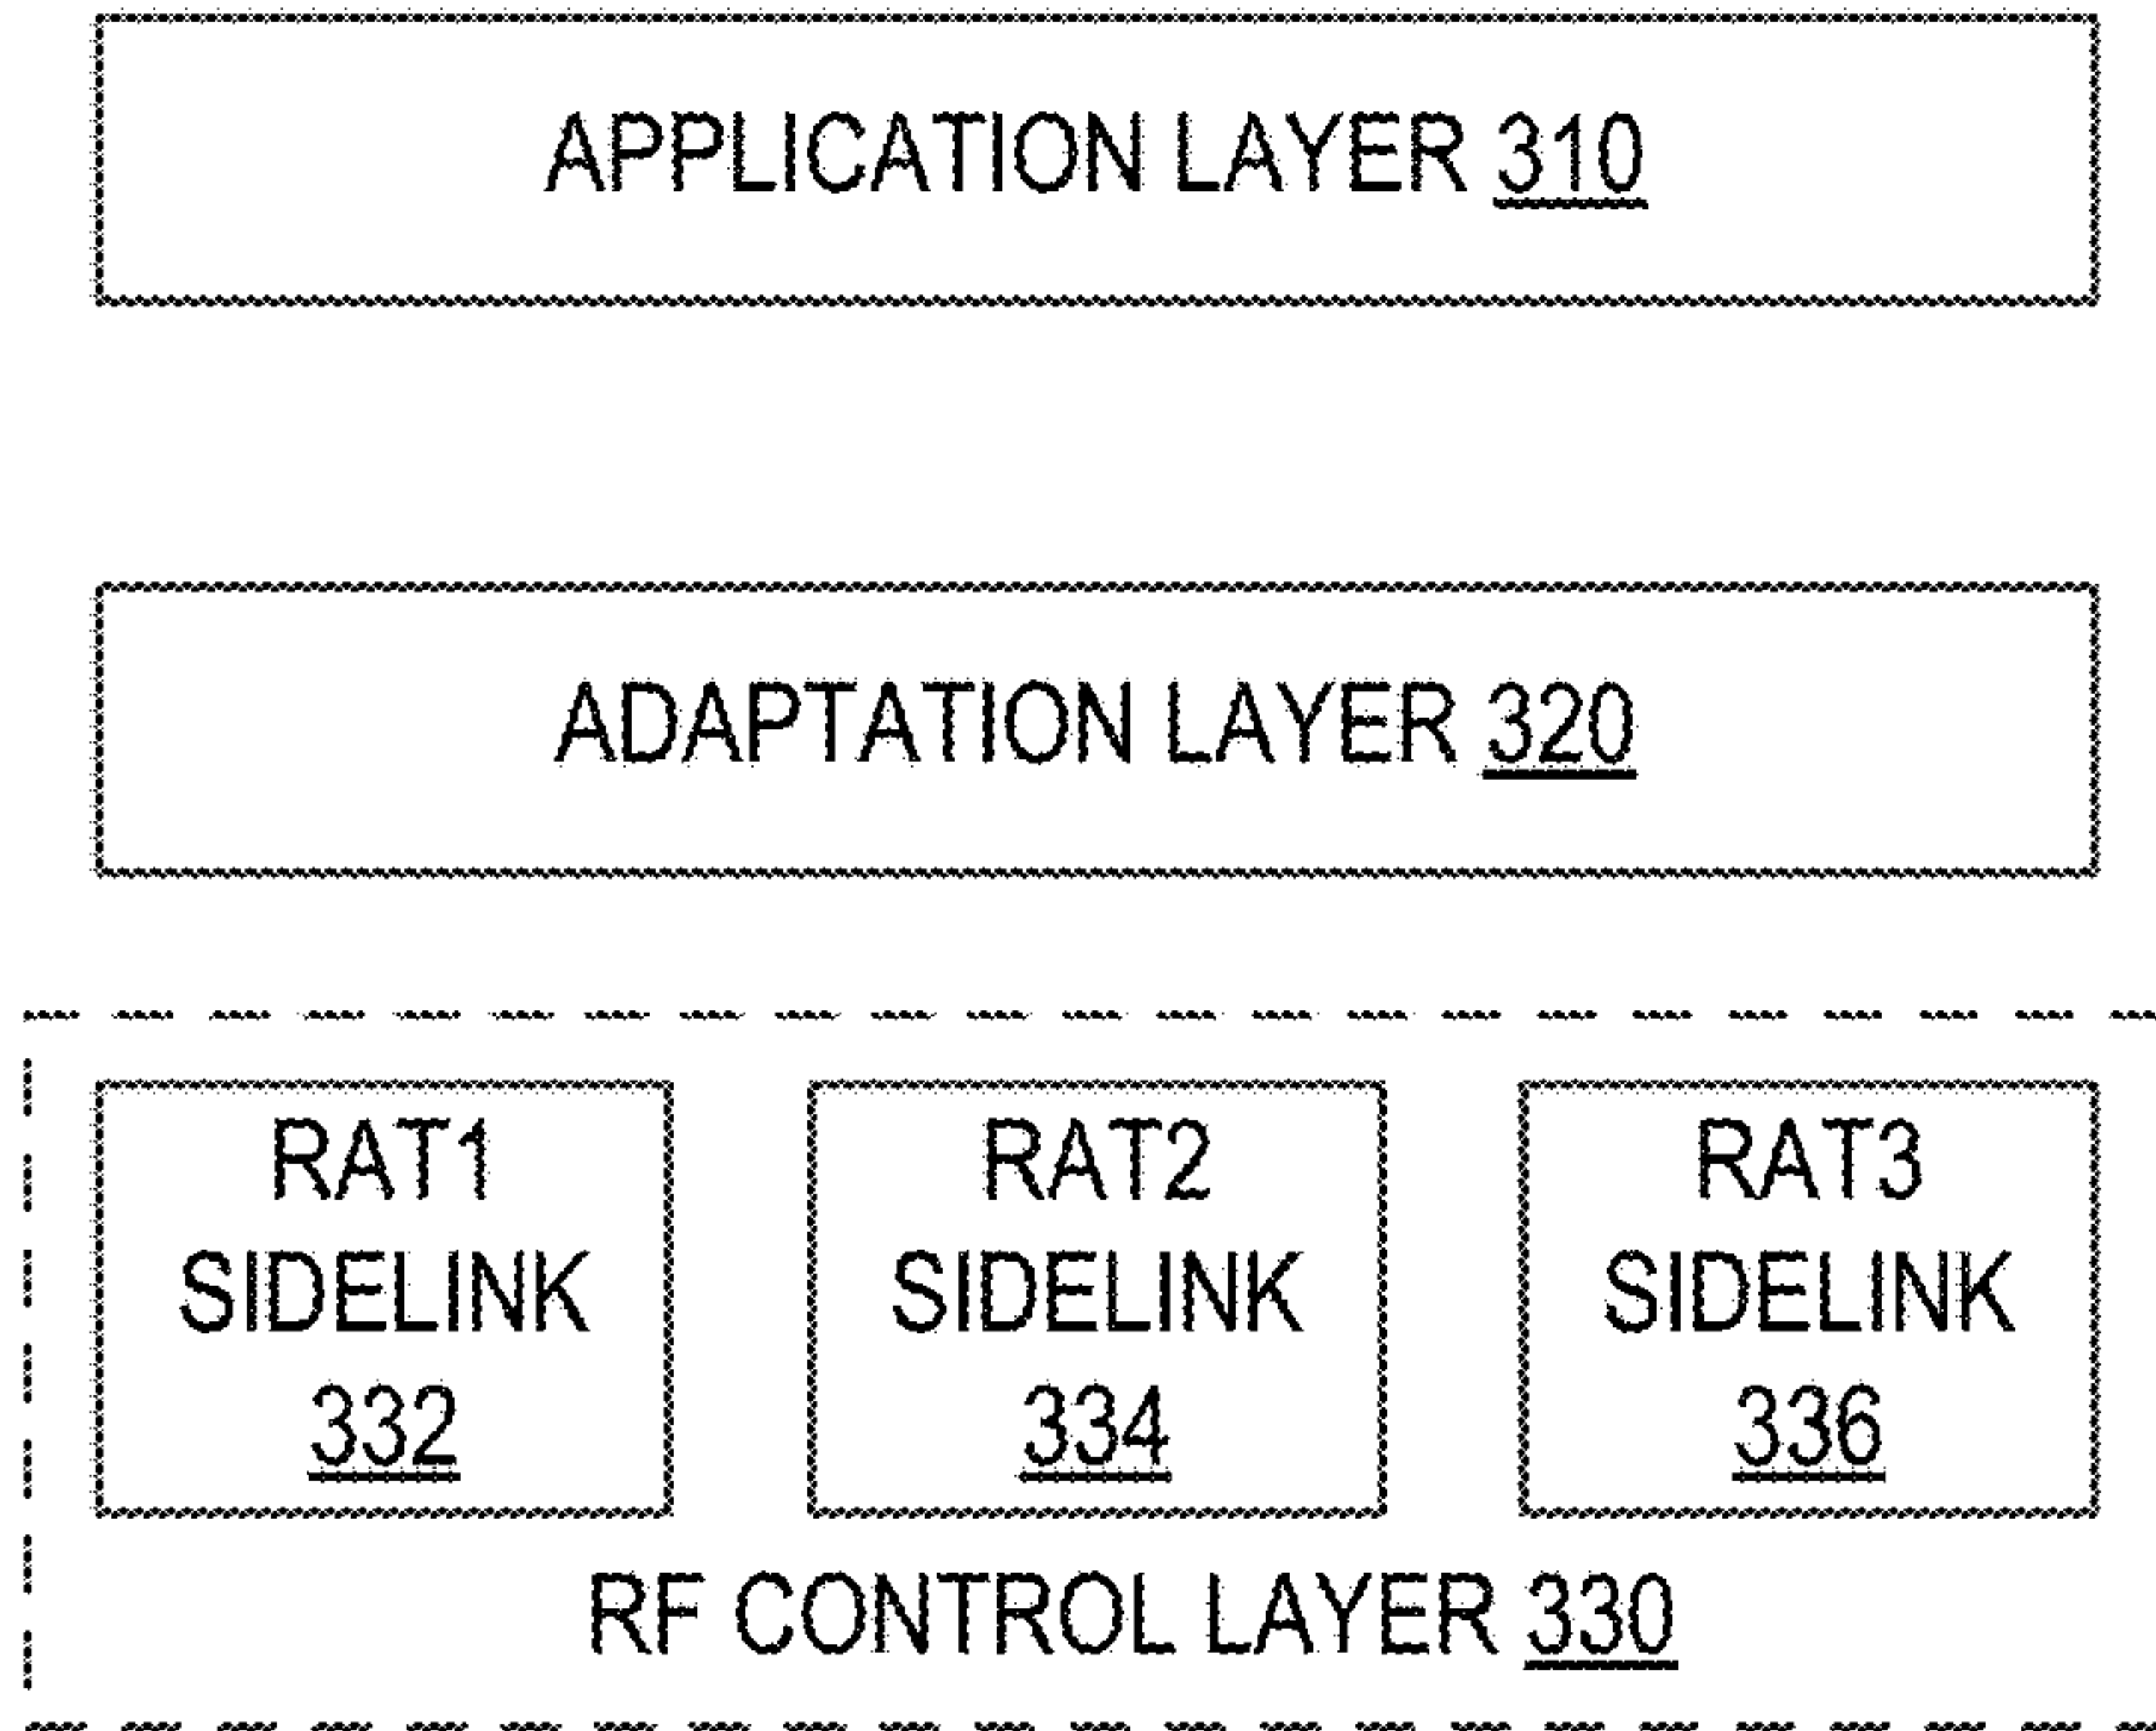 APPLICATION LAYER 310
ADAPTATION LAYER 320
RAT1
SIDELINK
332
RAT2
SIDELINK
334
RAT3
SIDELINK
336
RF CONTROL LAYER 330